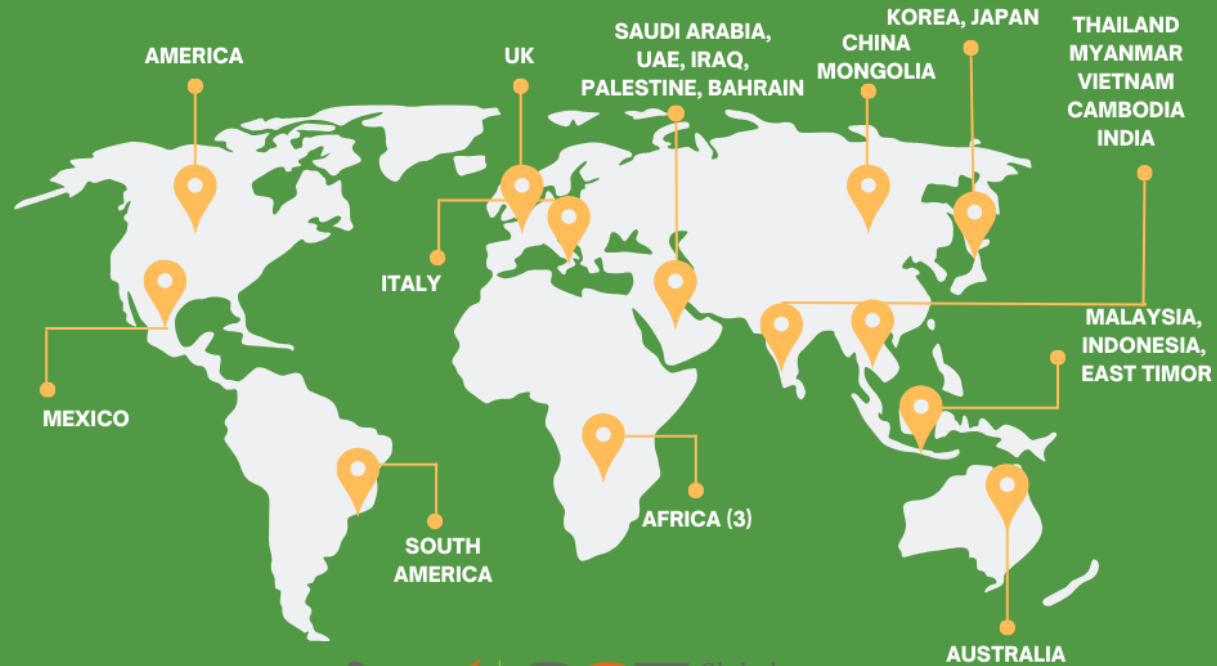 AMERICA
UK
SAUDI ARABIA,
UAE, IRAQ,
PALESTINE, BAHRAIN
CHINA
MONGOLIA
KOREA, JAPAN
THAILAND
MYANMAR
VIETNAM
CAMBODIA
INDIA
ITALY
MALAYSIA,
INDONESIA,
EAST TIMOR
MEXICO
AFRICA (3)
SOUTH
AMERICA
AUSTRALIA